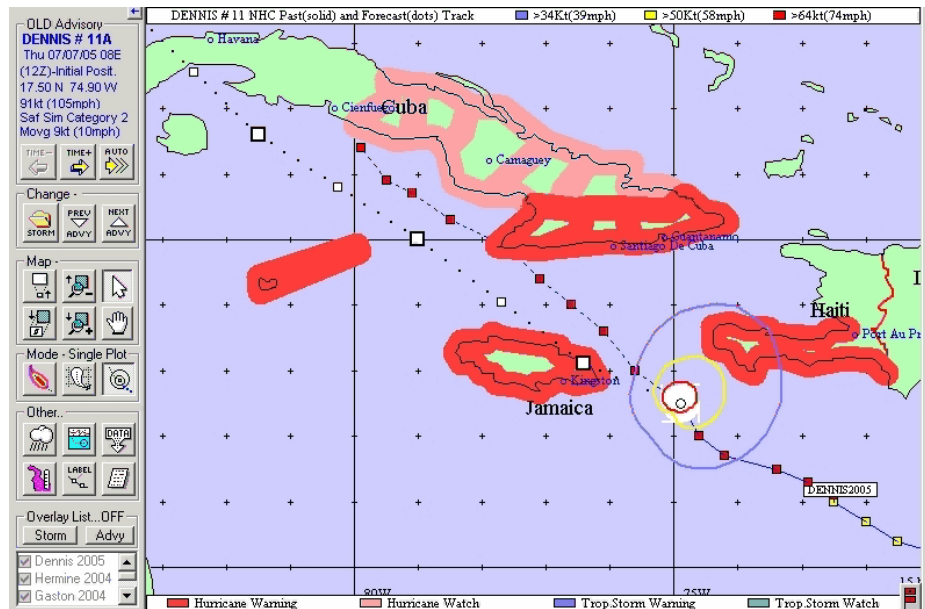 OLD Advisory
DENNIS # 11A
Thu 07/07/05 08E
(12Z)-Initial Posit.
17.50 N 74.90 W
91kt (105mph)
Saf Sim Category 2
Movg 9kt (10mph)
TIME- TIME+ AUTO
Change -
STORM PREV ADVY NEXT ADVY
Map -
Mode - Single Plot
Other..
DATA
LABEL
Overlay List...OFF
Storm Advy
Dennis 2005
Hermine 2004
Gaston 2004
DENNIS # 11 NHC Past(solid) and Forecast(dots) Track >34Kt(39mph) >50Kt(58mph) >64kt(74mph)
Havana
Cienfuego
Cuba
Camaguey
Guantanamo
Santiago De Cuba
Haiti
Port Au Pr
Kingston
Jamaica
DENNIS2005
80W 75W
Hurricane Warning Hurricane Watch Trop.Storm Warning Trop.Storm Watch